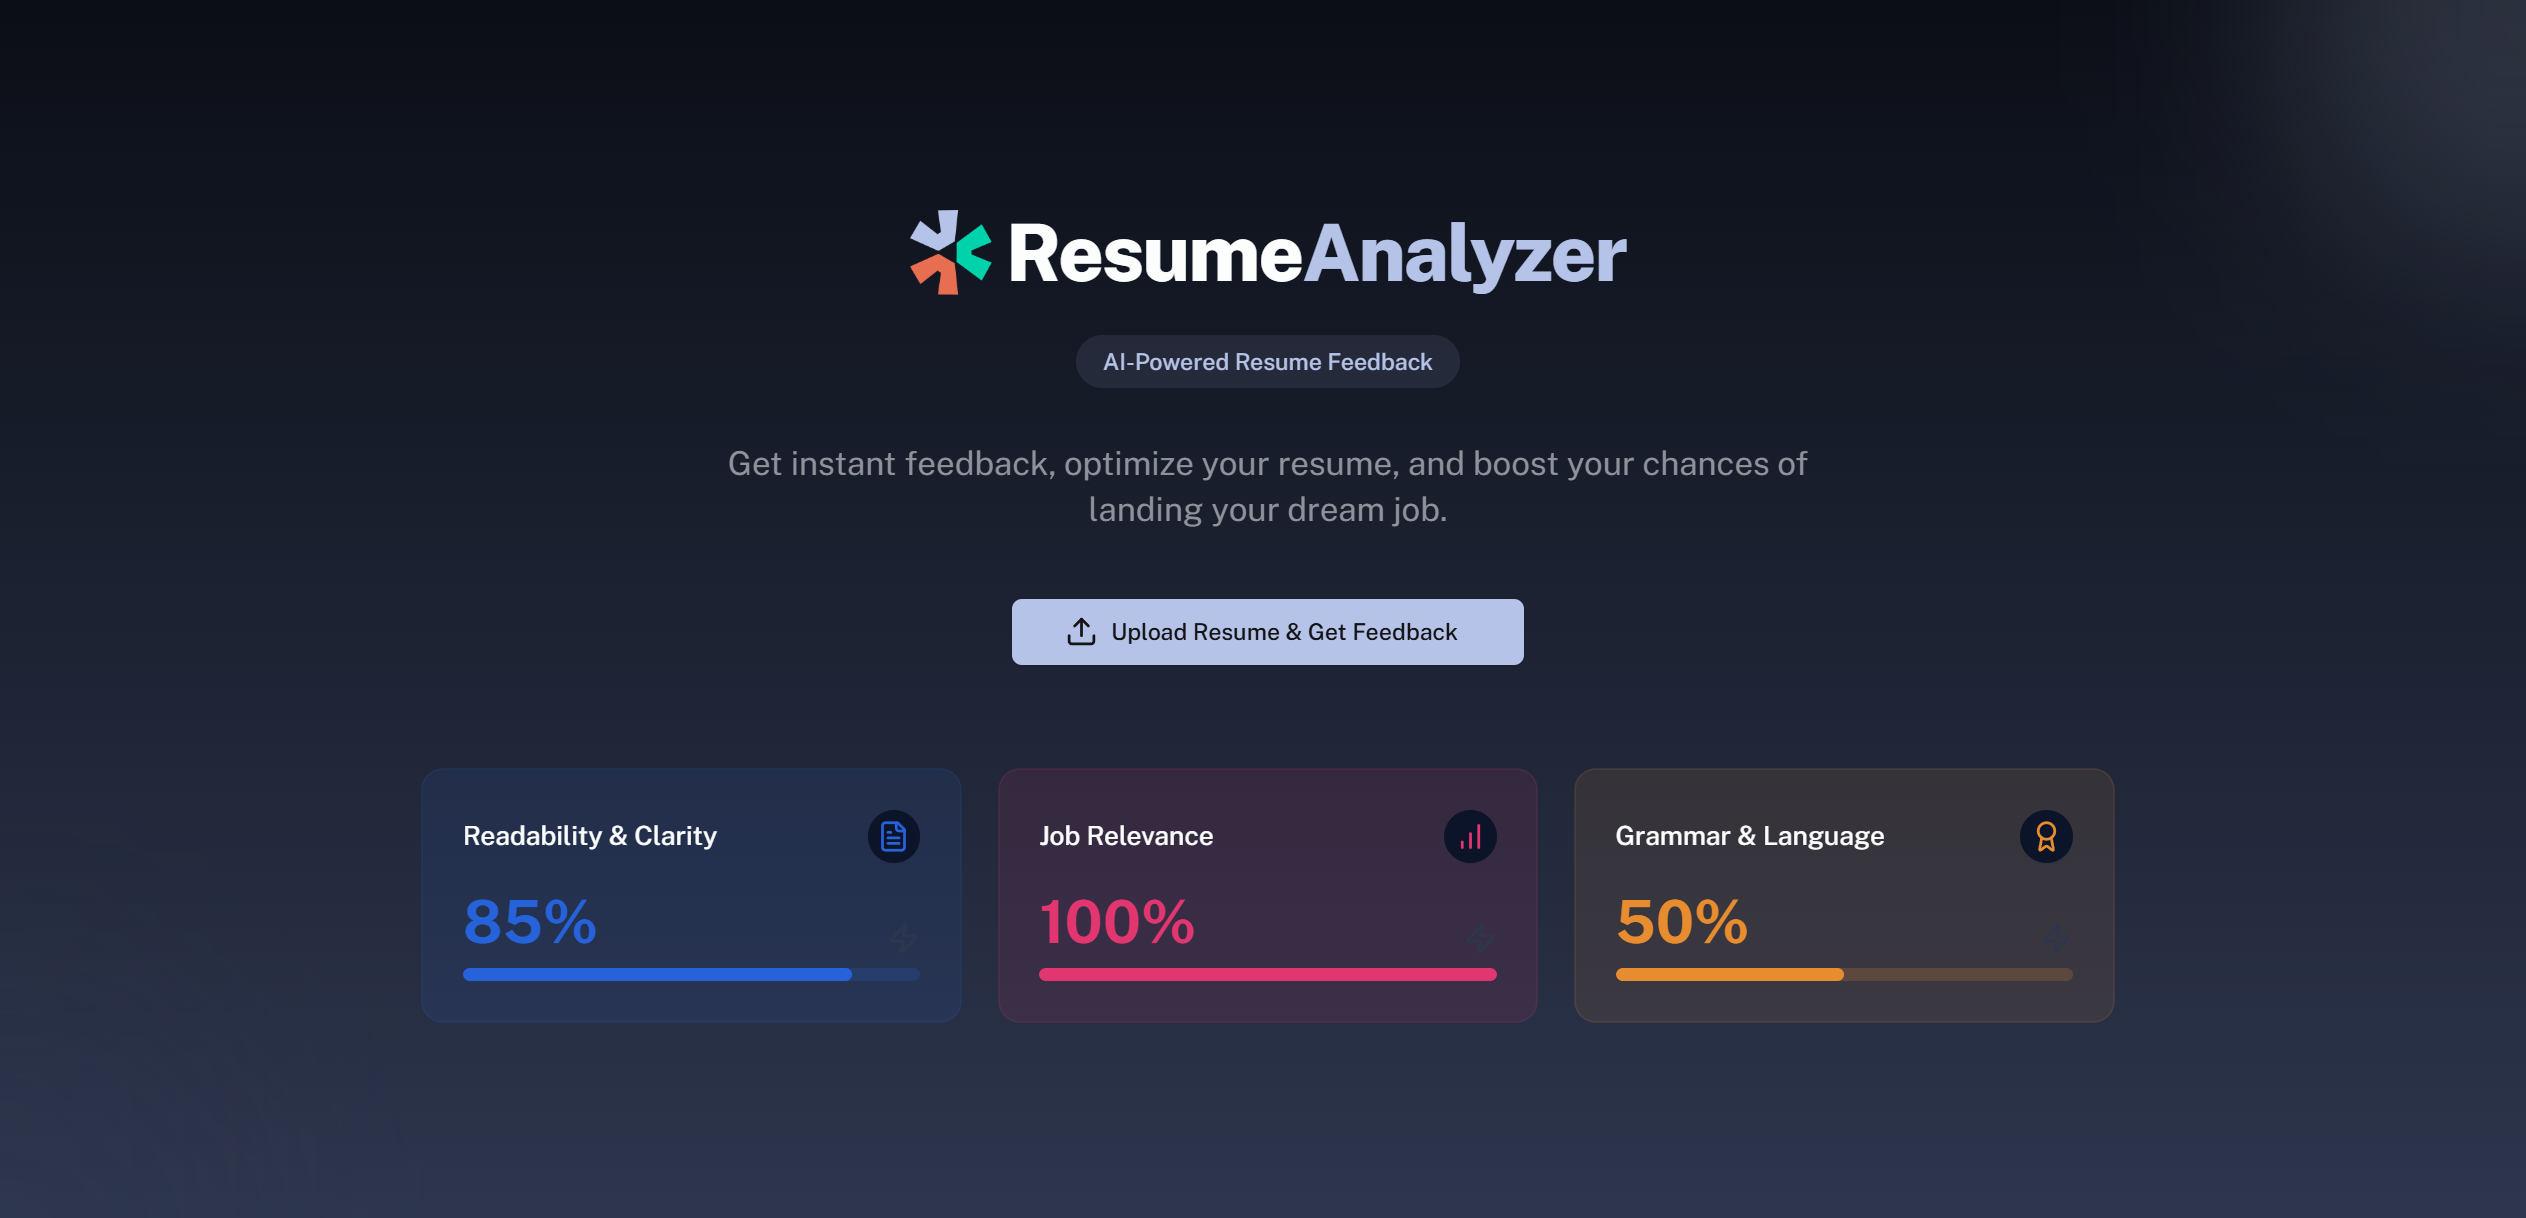 ResumeAnalyzer
AI-Powered Resume Feedback
Get instant feedback, optimize your resume, and boost your chances of
landing your dream job.
Upload Resume & Get Feedback
Readability & Clarity
85%
Job Relevance
100%
Grammar & Language
50%